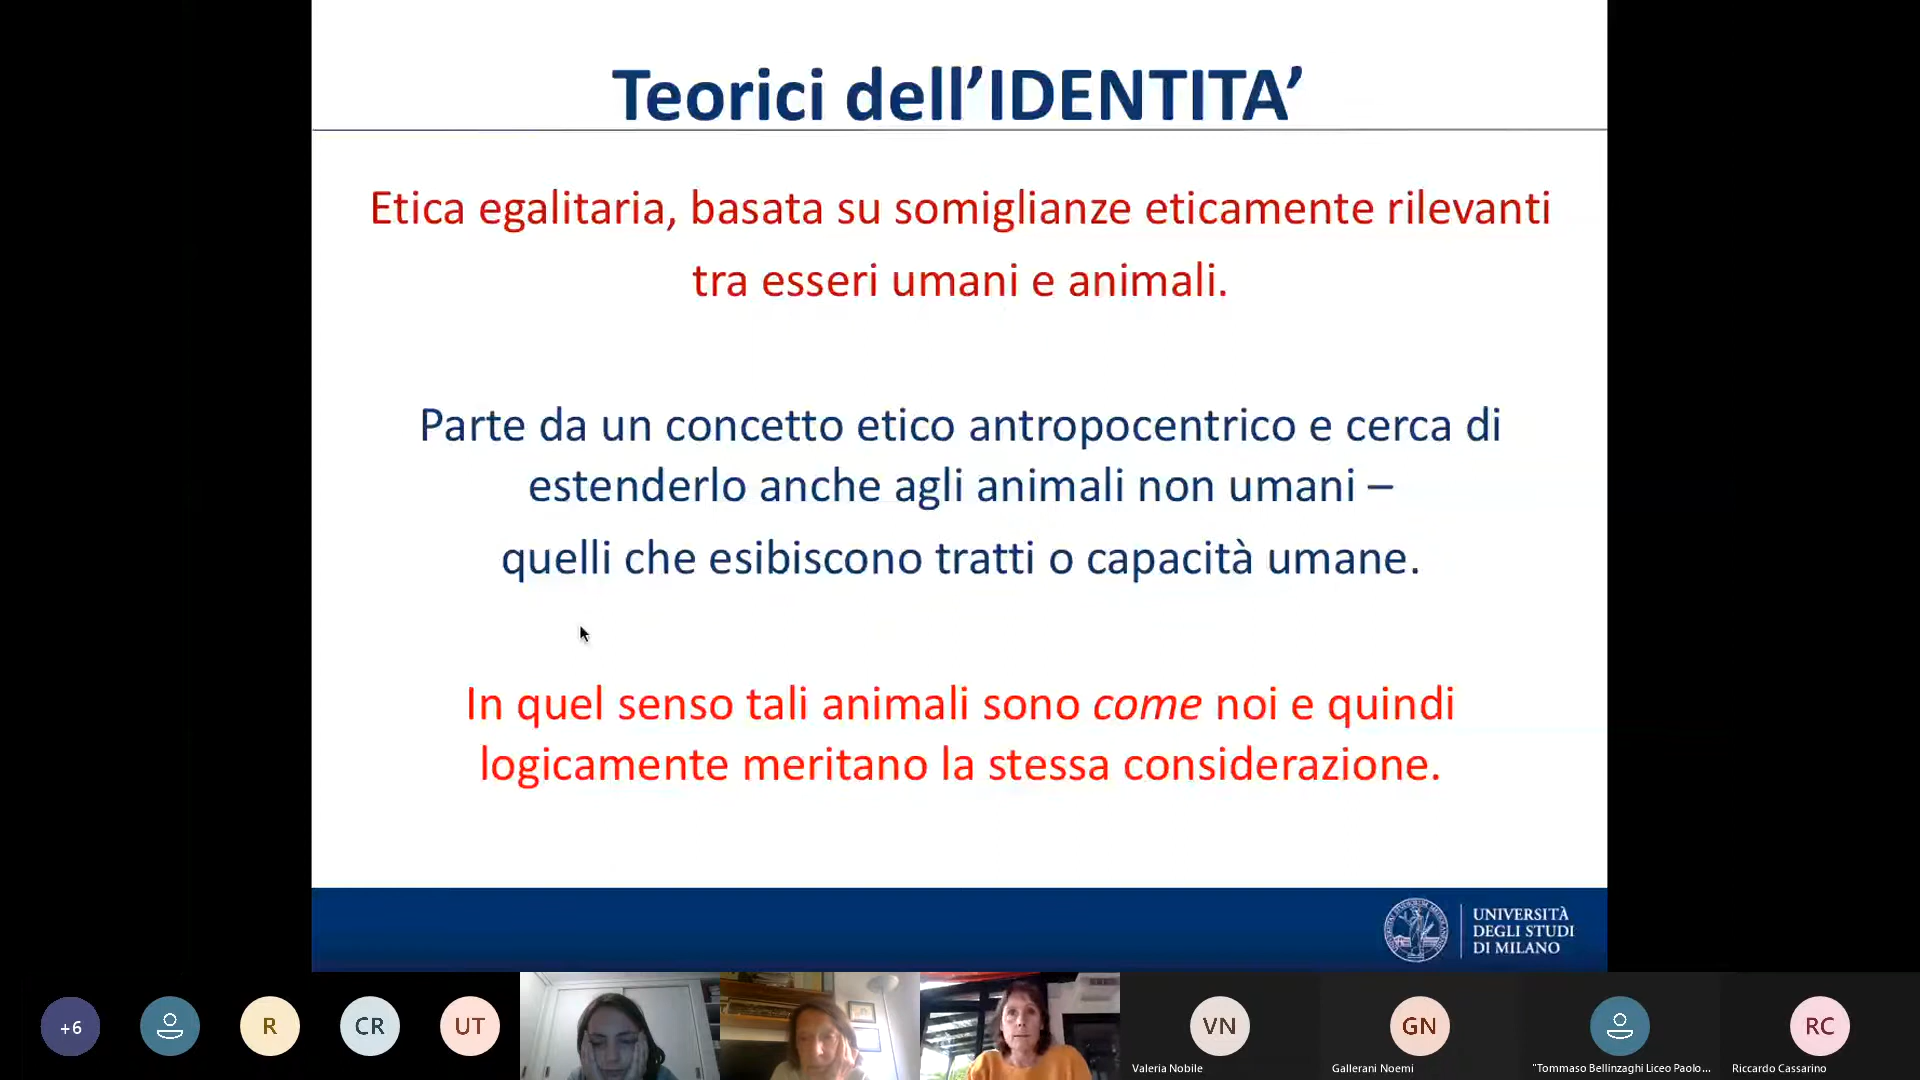 Teorici dell’IDENTITA’
Etica egalitaria, basata su somiglianze eticamente rilevanti
tra esseri umani e animali.
Parte da un concetto etico antropocentrico e cerca di
estenderlo anche agli animali non umani –
quelli che esibiscono tratti o capacità umane.
In quel senso tali animali sono come noi e quindi
logicamente meritano la stessa considerazione.
UNIVERSITÀ
DEGLI STUDI
DI MILANO
+6
R
CR
UT
VN
GN
RC
Valeria Nobile
Gallerani Noemi
"Tommaso Bellinzaghi Liceo Paolo...
Riccardo Cassarino